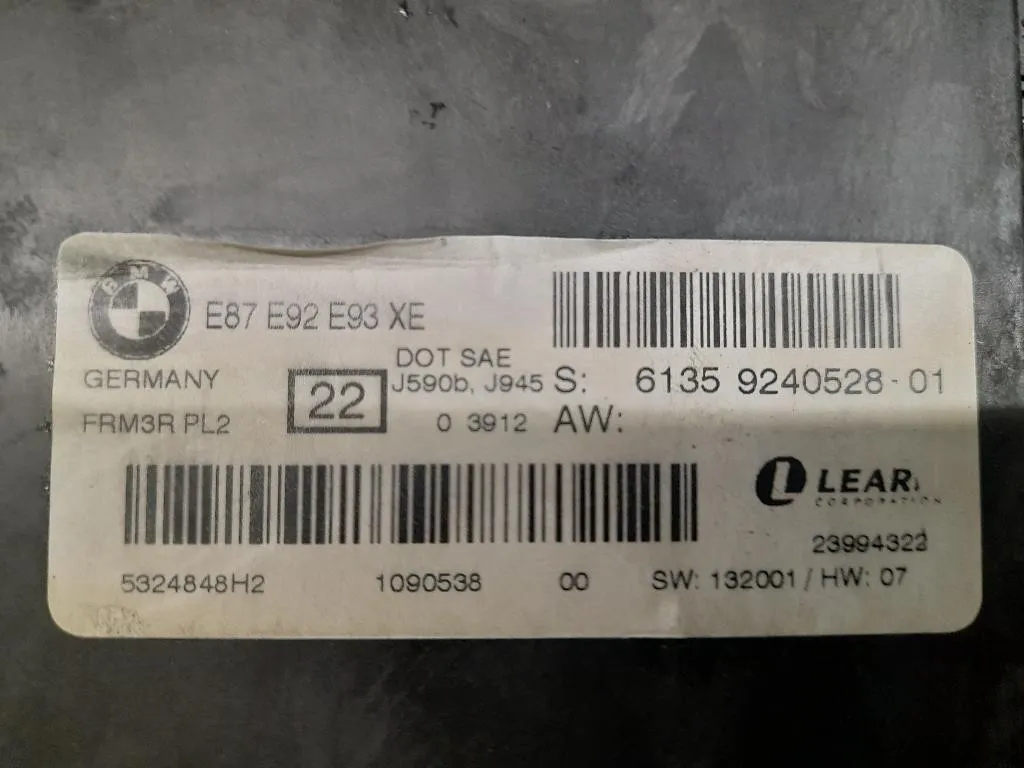 BMW
E87 E92 E93 XE
GERMANY
DOT SAE
J590b, J945
FRM3R PL2
22
0 3912
S: 6135 9240528-01
AW:
LEAR
CORPORATION
23994322
5324848H2 1090538 00 SW: 132001 / HW: 07